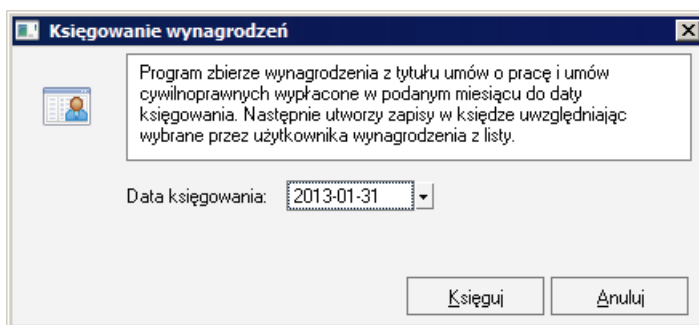 Księgowanie wynagrodzeń
Program zbierze wynagrodzenia z tytułu umów o pracę i umów
cywilnoprawnych wypłacone w podanym miesiącu do daty
księgowania. Następnie utworzy zapisy w księdze uwzględniając
wybrane przez użytkownika wynagrodzenia z listy.
Data księgowania: 2013-01-31
Księguj Anuluj